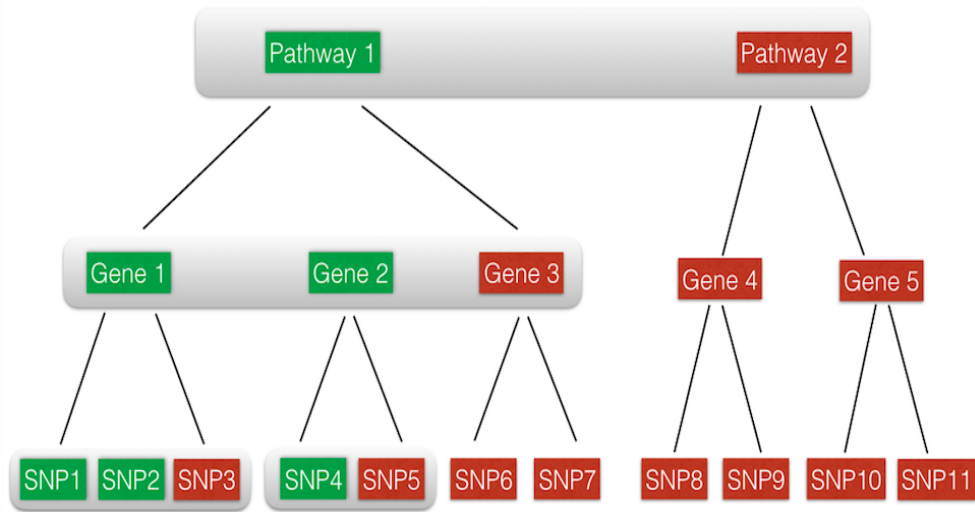 Pathway 1 Pathway 2
Gene 1 Gene 2 Gene 3 Gene 4 Gene 5
SNP1 SNP2 SNP3 SNP4 SNP5 SNP6 SNP7 SNP8 SNP9 SNP10 SNP11